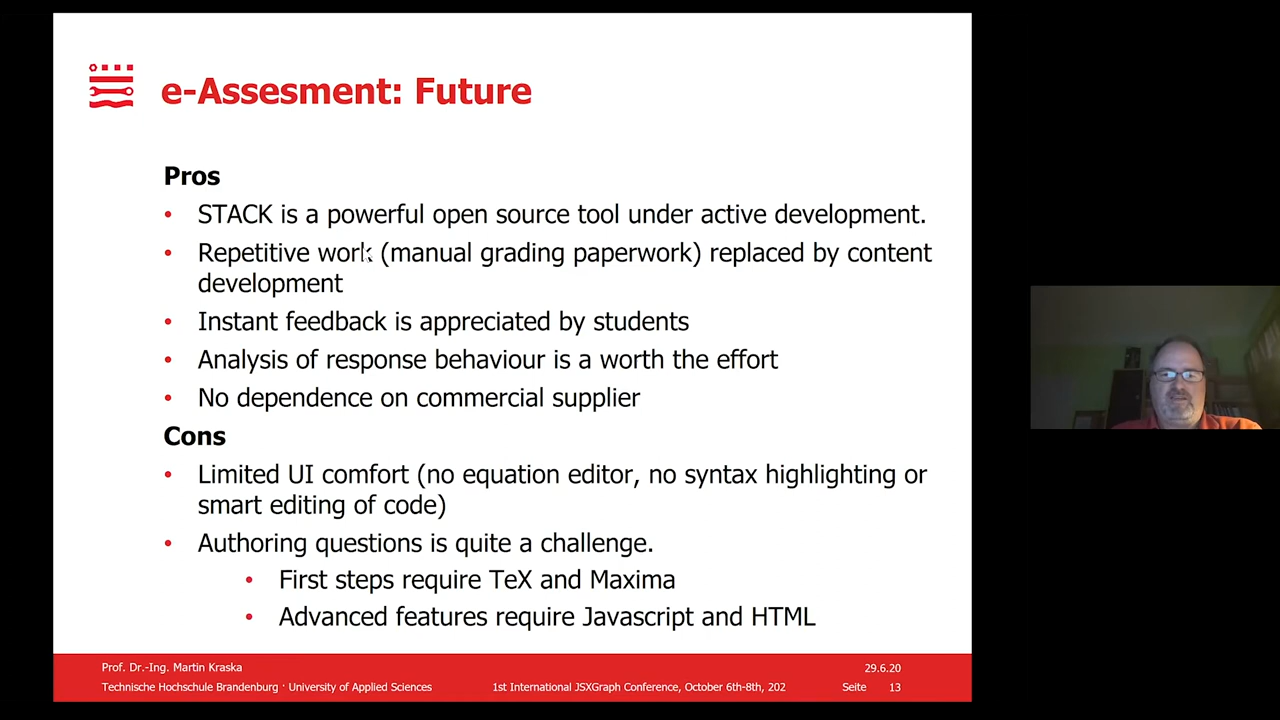 e-Assesment: Future
Pros
• STACK is a powerful open source tool under active development.
• Repetitive work (manual grading paperwork) replaced by content
development
• Instant feedback is appreciated by students
• Analysis of response behaviour is a worth the effort
• No dependence on commercial supplier
Cons
• Limited UI comfort (no equation editor, no syntax highlighting or
smart editing of code)
• Authoring questions is quite a challenge.
• First steps require TeX and Maxima
• Advanced features require Javascript and HTML
Prof. Dr.-Ing. Martin Kraska 29.6.20
Technische Hochschule Brandenburg · University of Applied Sciences 1st International JSXGraph Conference, October 6th-8th, 202 Seite 13